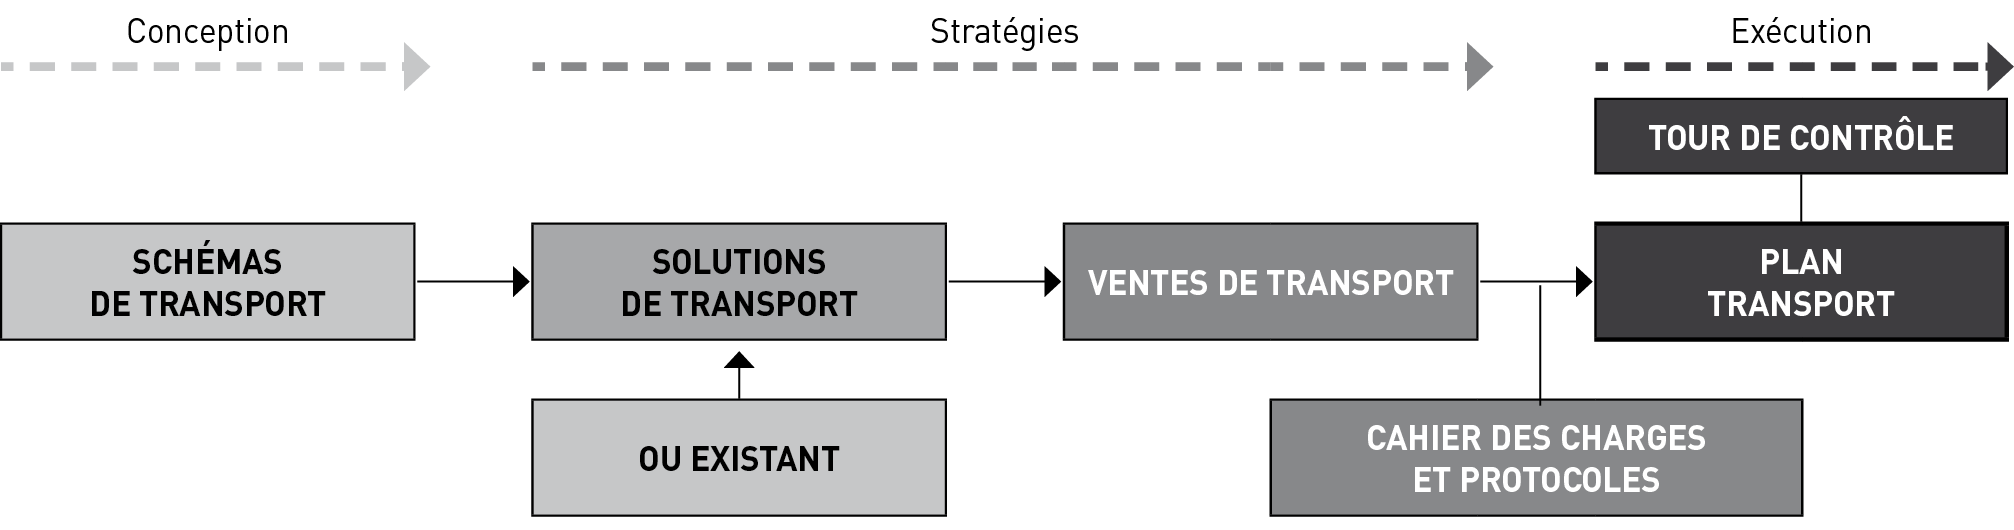 Conception
Stratégies
Exécution
TOUR DE CONTRÔLE
SCHÉMAS
DE TRANSPORT
SOLUTIONS
DE TRANSPORT
VENTES DE TRANSPORT
PLAN
TRANSPORT
OU EXISTANT
CAHIER DES CHARGES
ET PROTOCOLES